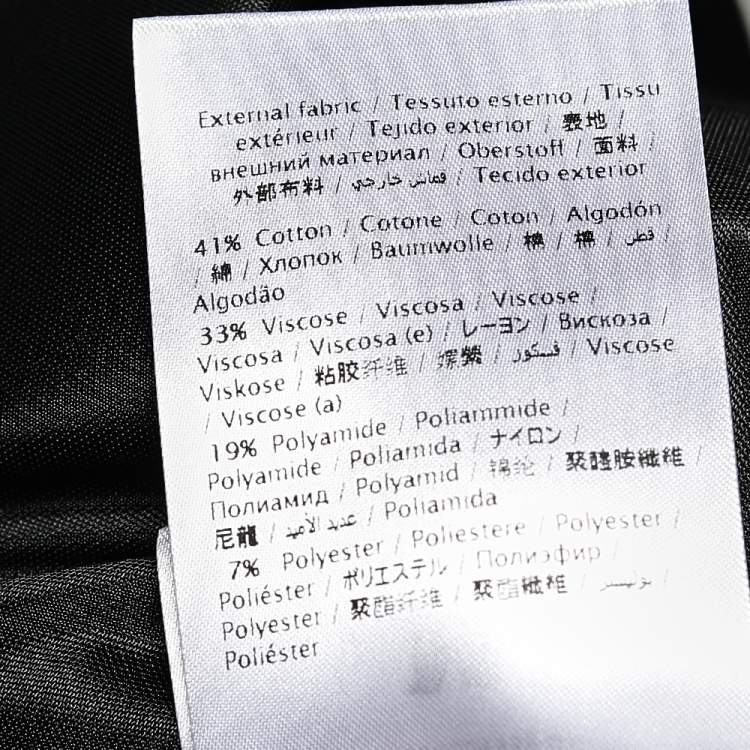 External fabric / Tessuto esterno / Tissu
extérieur / Tejido exterior / 表地 /
внешний материал / Oberstoff / 面料 /
外部布料 / قماش خارجي / Tecido exterior
41% Cotton / Cotone / Coton / Algodón
/ 綿 / Хлопок / Baumwolle / 棉 / 棉 / قطن /
Algodão
33% Viscose / Viscosa / Viscose /
Viscosa / Viscosa (e) / レーヨン / Вискоза /
Viskose / 粘胶纤维 / 嫘縈 / فسكوز / Viscose
/ Viscose (a)
19% Polyamide / Poliammide /
Polyamide / Poliamida / ナイロン /
Полиамид / Polyamid / 锦纶 / 聚醯胺纖維 /
尼龍 / عديد الأميد / Poliamida
7% Polyester / Poliestere / Polyester /
Poliéster / ポリエステル / Полиэфир /
Polyester / 聚酯纤维 / 聚酯纖維 / بوليستر /
Poliéster